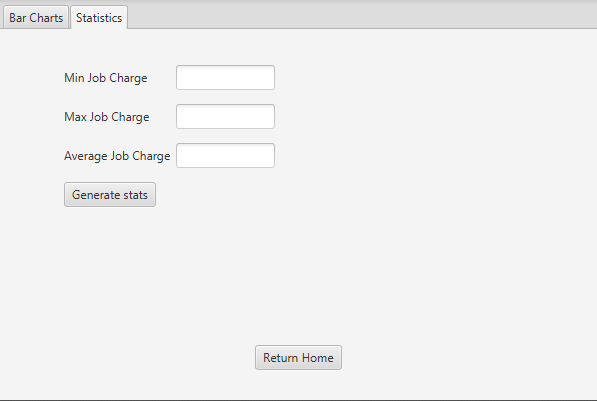 Bar Charts Statistics
Min Job Charge
Max Job Charge
Average Job Charge
Generate stats
Return Home